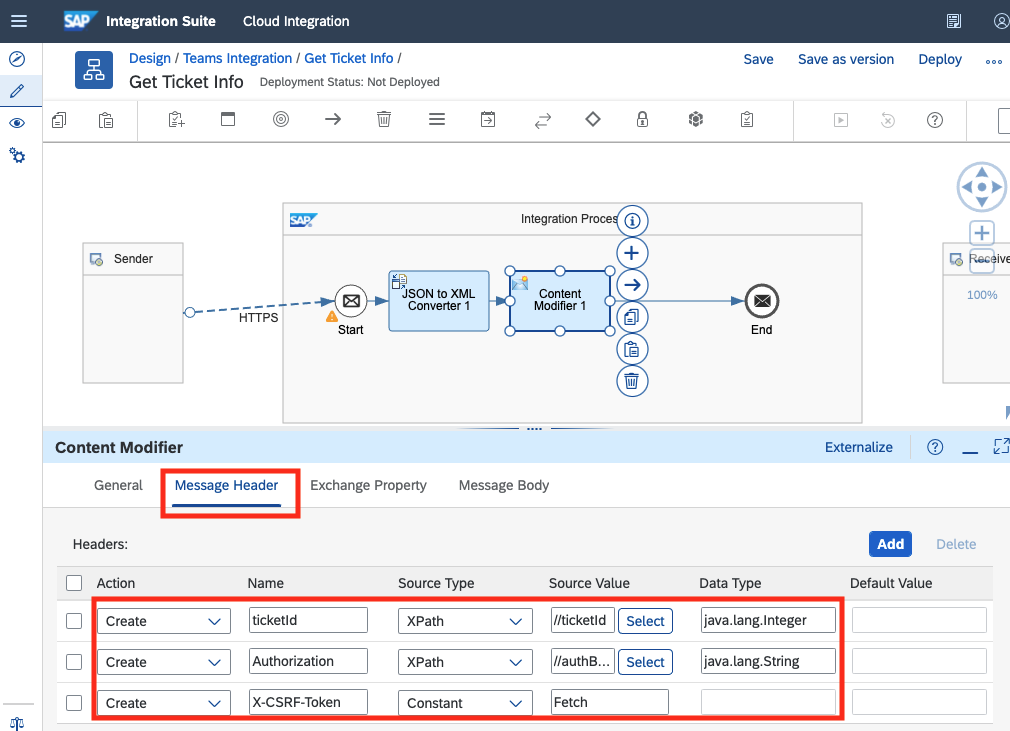 SAP Integration Suite Cloud Integration
Design / Teams Integration / Get Ticket Info /
Get Ticket Info Deployment Status: Not Deployed
Save Save as version Deploy
SAP Integration Proces
Sender
Receive
100%
HTTPS
Start
JSON to XML
Converter 1
Content
Modifier 1
End
Content Modifier Externalize
General Message Header Exchange Property Message Body
Headers: Add Delete
Action Name Source Type Source Value Data Type Default Value
Create ticketId XPath //ticketId Select java.lang.Integer
Create Authorization XPath //authB... Select java.lang.String
Create X-CSRF-Token Constant Fetch